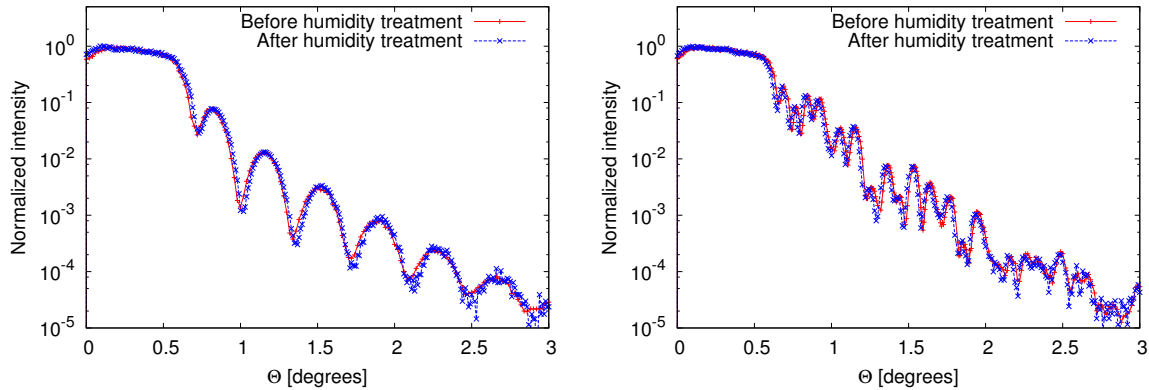 Before humidity treatment
After humidity treatment
Normalized intensity
10^0
10^-1
10^-2
10^-3
10^-4
10^-5
0 0.5 1 1.5 2 2.5 3
Θ [degrees]
Before humidity treatment
After humidity treatment
Normalized intensity
10^0
10^-1
10^-2
10^-3
10^-4
10^-5
0 0.5 1 1.5 2 2.5 3
Θ [degrees]